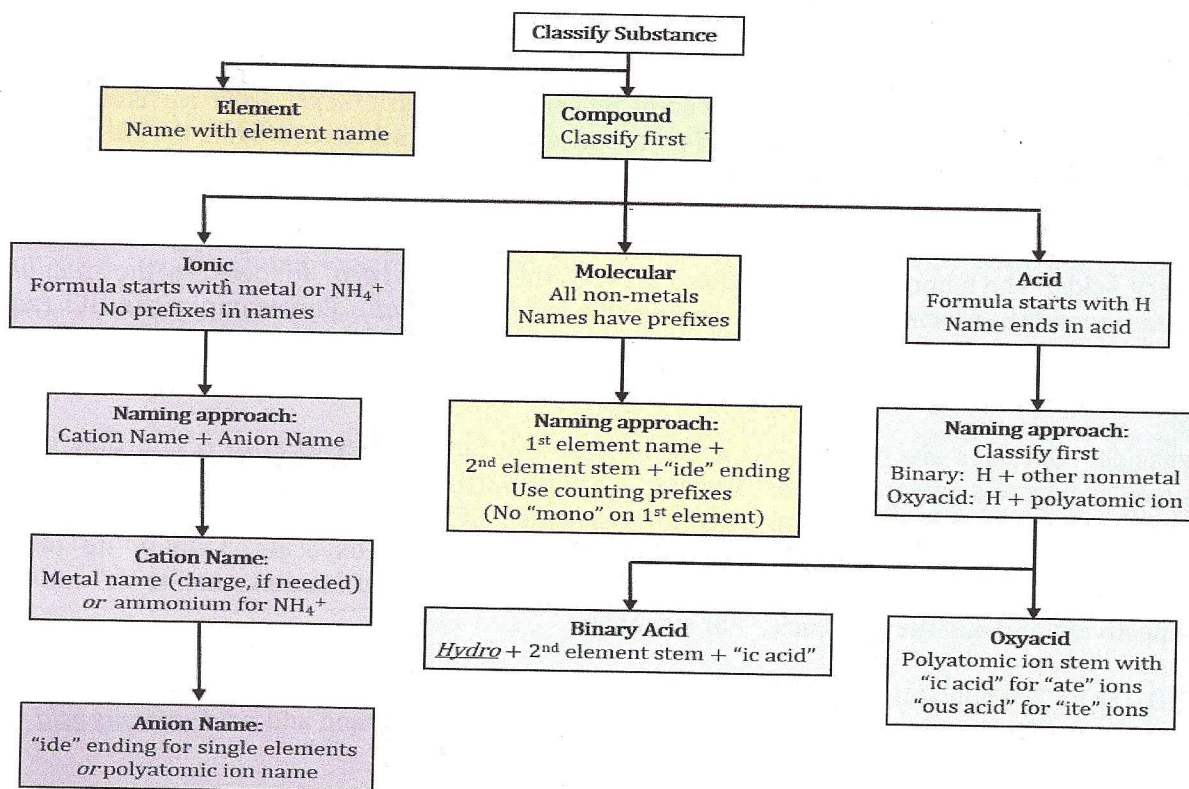 Classify Substance
Element
Name with element name
Compound
Classify first
Ionic
Formula starts with metal or NH₄⁺
No prefixes in names
Molecular
All non-metals
Names have prefixes
Acid
Formula starts with H
Name ends in acid
Naming approach:
Cation Name + Anion Name
Naming approach:
1st element name +
2nd element stem +“ide” ending
Use counting prefixes
(No “mono” on 1st element)
Naming approach:
Classify first
Binary: H + other nonmetal
Oxyacid: H + polyatomic ion
Cation Name:
Metal name (charge, if needed)
or ammonium for NH₄⁺
Binary Acid
Hydro + 2nd element stem + “ic acid”
Oxyacid
Polyatomic ion stem with
“ic acid” for “ate” ions
“ous acid” for “ite” ions
Anion Name:
“ide” ending for single elements
or polyatomic ion name